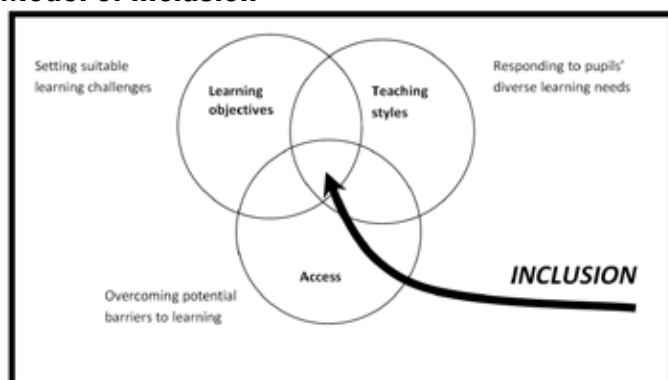 Model of Inclusion
Setting suitable
learning challenges
Learning
objectives
Teaching
styles
Responding to pupils'
diverse learning needs
Access
INCLUSION
Overcoming potential
barriers to learning